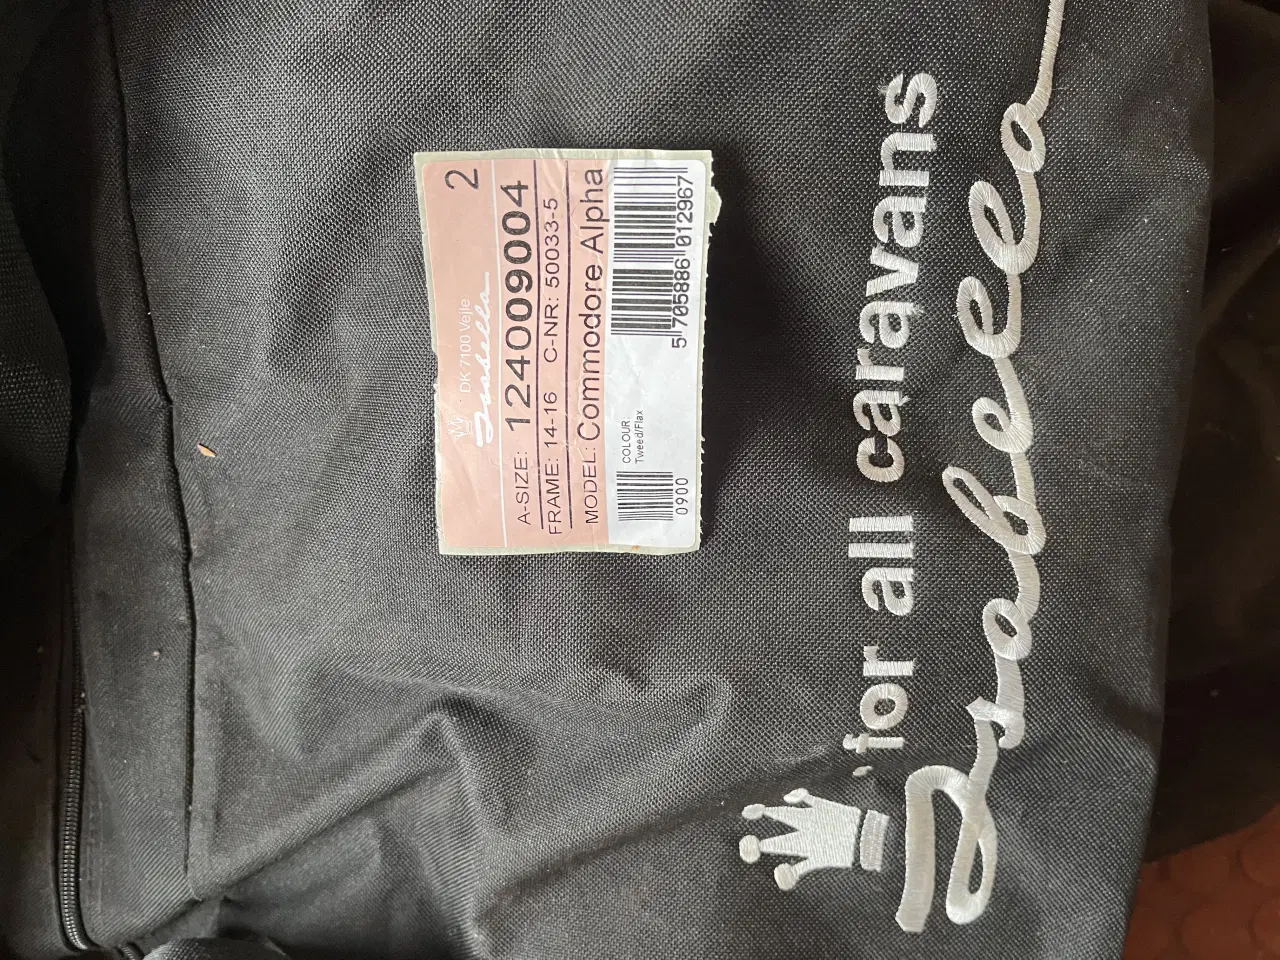 DK 7100 Vejle
Isabella
2
A-SIZE: 124009004
FRAME: 14-16 C-NR: 50033-5
MODEL: Commodore Alpha
COLOUR:
Tweed/Flax
0900
5 705886 012967
for all caravans
Isabella